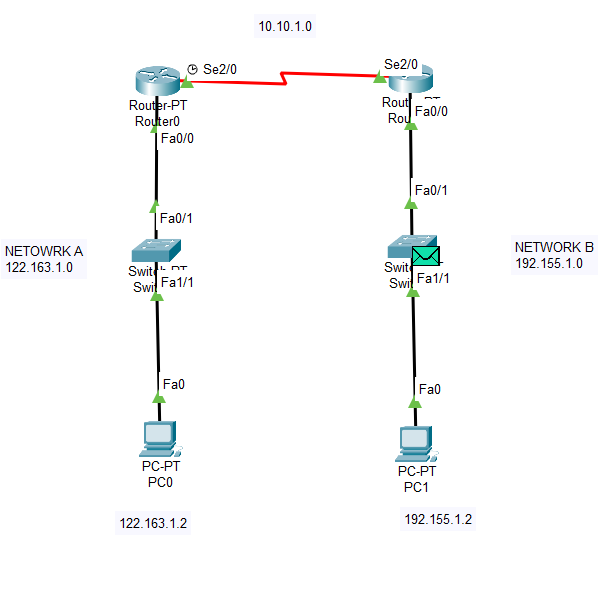 10.10.1.0
Se2/0
Se2/0
Router-PT
Router0
Fa0/0
Fa0/0
Fa0/1
Fa0/1
NETOWRK A
122.163.1.0
NETWORK B
192.155.1.0
Fa1/1
Fa1/1
Fa0
Fa0
PC-PT
PC0
PC-PT
PC1
122.163.1.2
192.155.1.2